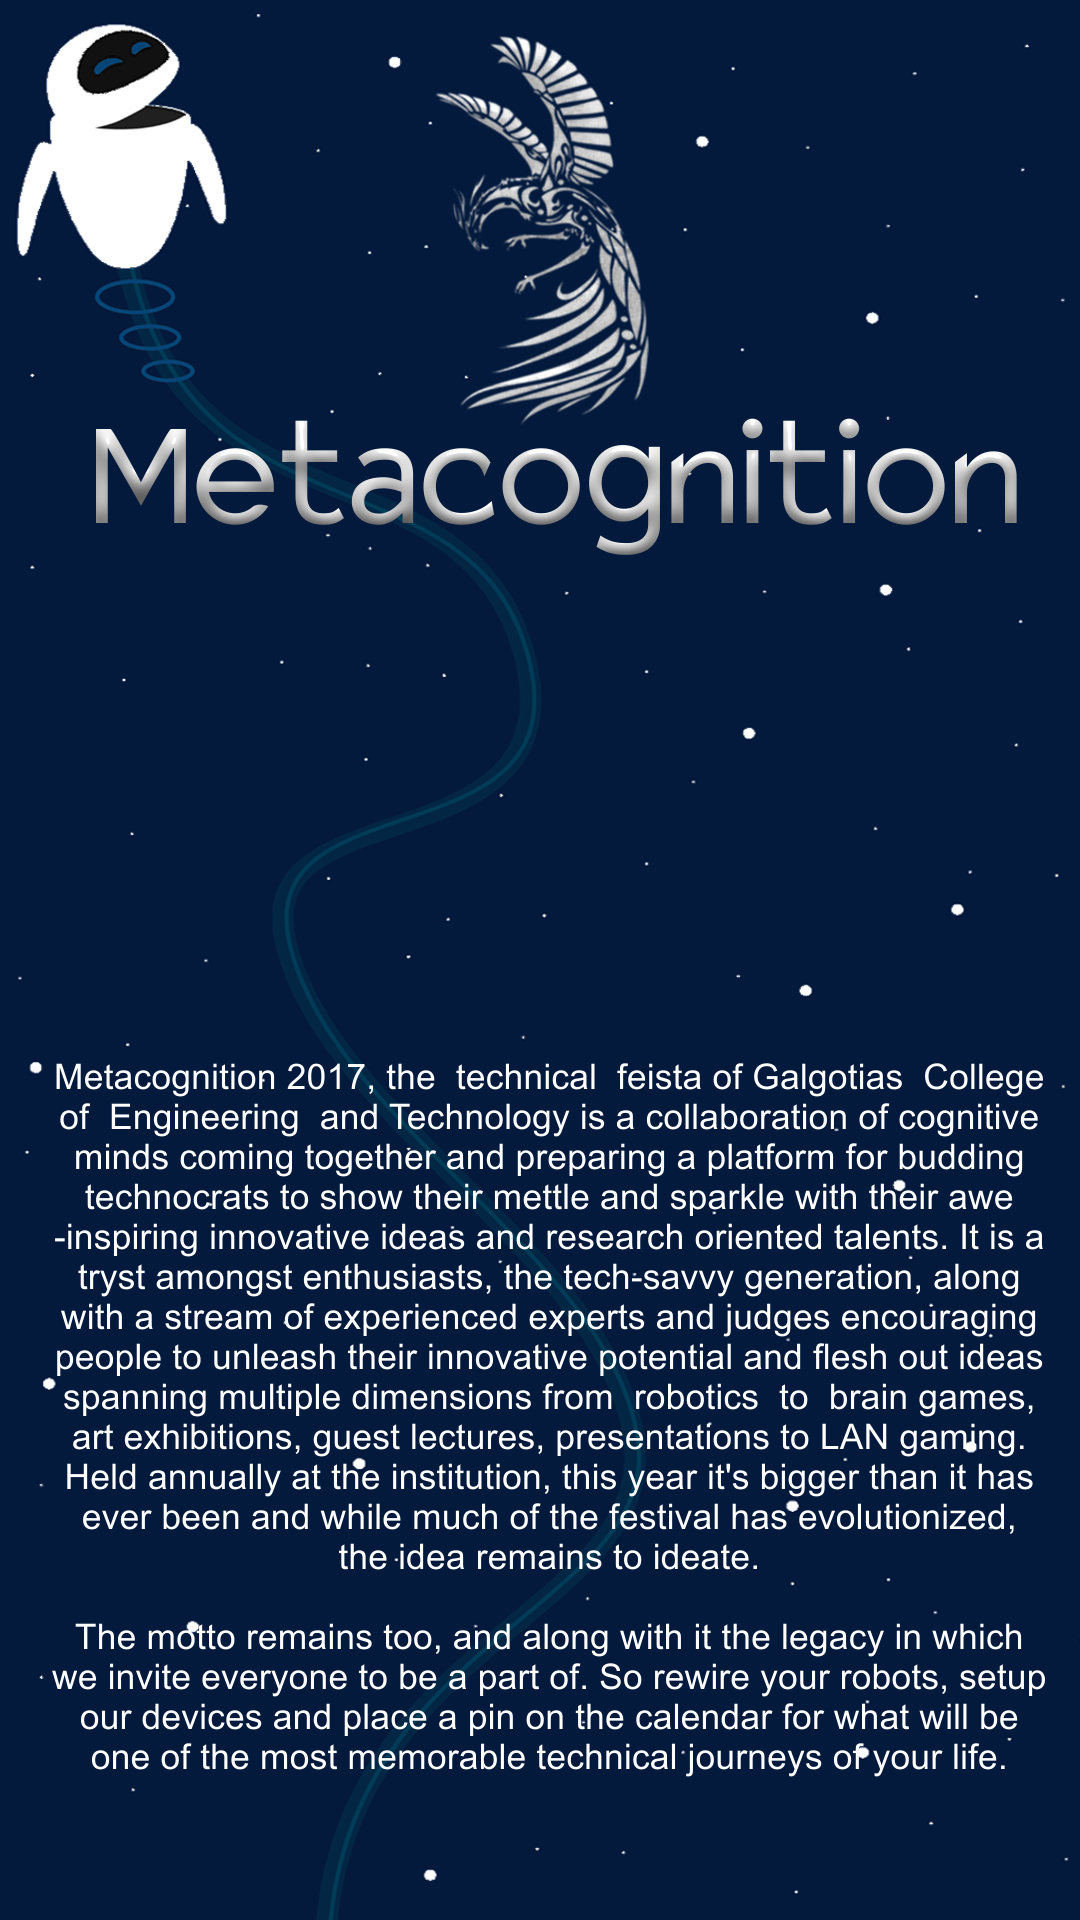 Metacognition
Metacognition 2017, the technical feista of Galgotias College
of Engineering and Technology is a collaboration of cognitive
minds coming together and preparing a platform for budding
technocrats to show their mettle and sparkle with their awe
-inspiring innovative ideas and research oriented talents. It is a
tryst amongst enthusiasts, the tech-savvy generation, along
with a stream of experienced experts and judges encouraging
people to unleash their innovative potential and flesh out ideas
spanning multiple dimensions from robotics to brain games,
art exhibitions, guest lectures, presentations to LAN gaming.
Held annually at the institution, this year it's bigger than it has
ever been and while much of the festival has evolutionized,
the idea remains to ideate.
The motto remains too, and along with it the legacy in which
we invite everyone to be a part of. So rewire your robots, setup
our devices and place a pin on the calendar for what will be
one of the most memorable technical journeys of your life.